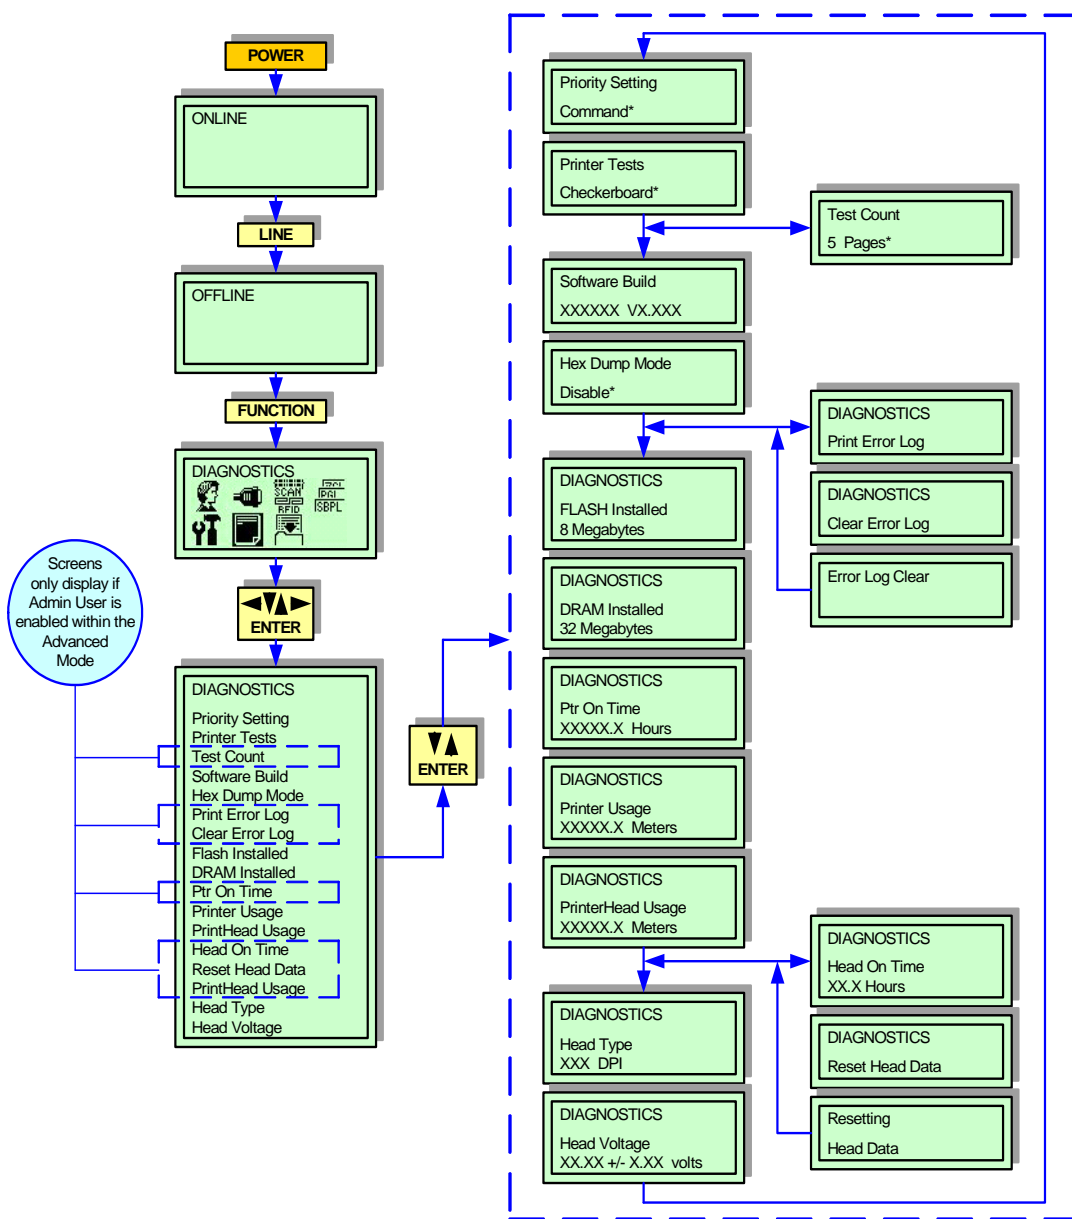 POWER
ONLINE
LINE
OFFLINE
FUNCTION
DIAGNOSTICS
SCAN
RFID
PGL
SBPL
ENTER
Screens
only display if
Admin User is
enabled within the
Advanced
Mode
DIAGNOSTICS
Priority Setting
Printer Tests
Test Count
Software Build
Hex Dump Mode
Print Error Log
Clear Error Log
Flash Installed
DRAM Installed
Ptr On Time
Printer Usage
PrintHead Usage
Head On Time
Reset Head Data
PrintHead Usage
Head Type
Head Voltage
ENTER
Priority Setting
Command*
Printer Tests
Checkerboard*
Test Count
5 Pages*
Software Build
XXXXXX VX.XXX
Hex Dump Mode
Disable*
DIAGNOSTICS
Print Error Log
DIAGNOSTICS
Clear Error Log
Error Log Clear
DIAGNOSTICS
FLASH Installed
8 Megabytes
DIAGNOSTICS
DRAM Installed
32 Megabytes
DIAGNOSTICS
Ptr On Time
XXXXX.X Hours
DIAGNOSTICS
Printer Usage
XXXXX.X Meters
DIAGNOSTICS
PrinterHead Usage
XXXXX.X Meters
DIAGNOSTICS
Head On Time
XX.X Hours
DIAGNOSTICS
Reset Head Data
Resetting
Head Data
DIAGNOSTICS
Head Type
XXX DPI
DIAGNOSTICS
Head Voltage
XX.XX +/- X.XX volts